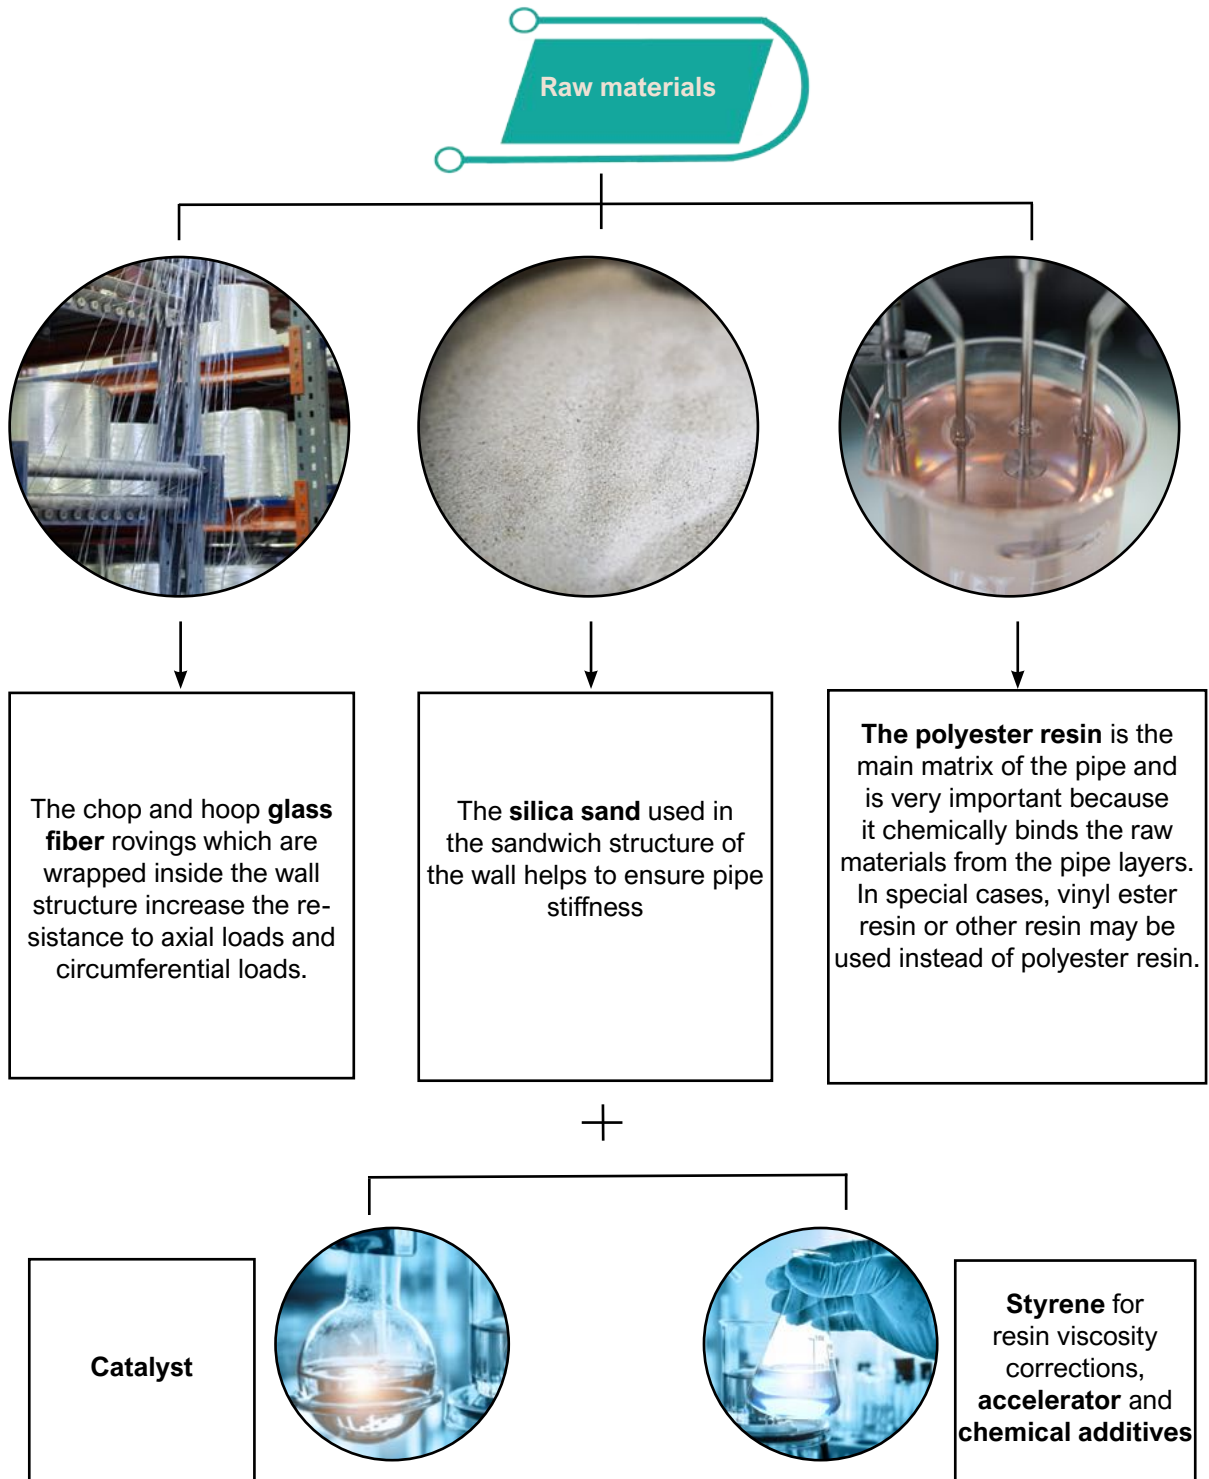 Raw materials
The chop and hoop glass
fiber rovings which are
wrapped inside the wall
structure increase the re-
sistance to axial loads and
circumferential loads.
The silica sand used in
the sandwich structure of
the wall helps to ensure pipe
stiffness
The polyester resin is the
main matrix of the pipe and
is very important because
it chemically binds the raw
materials from the pipe layers.
In special cases, vinyl ester
resin or other resin may be
used instead of polyester resin.
Catalyst
Styrene for
resin viscosity
corrections,
accelerator and
chemical additives